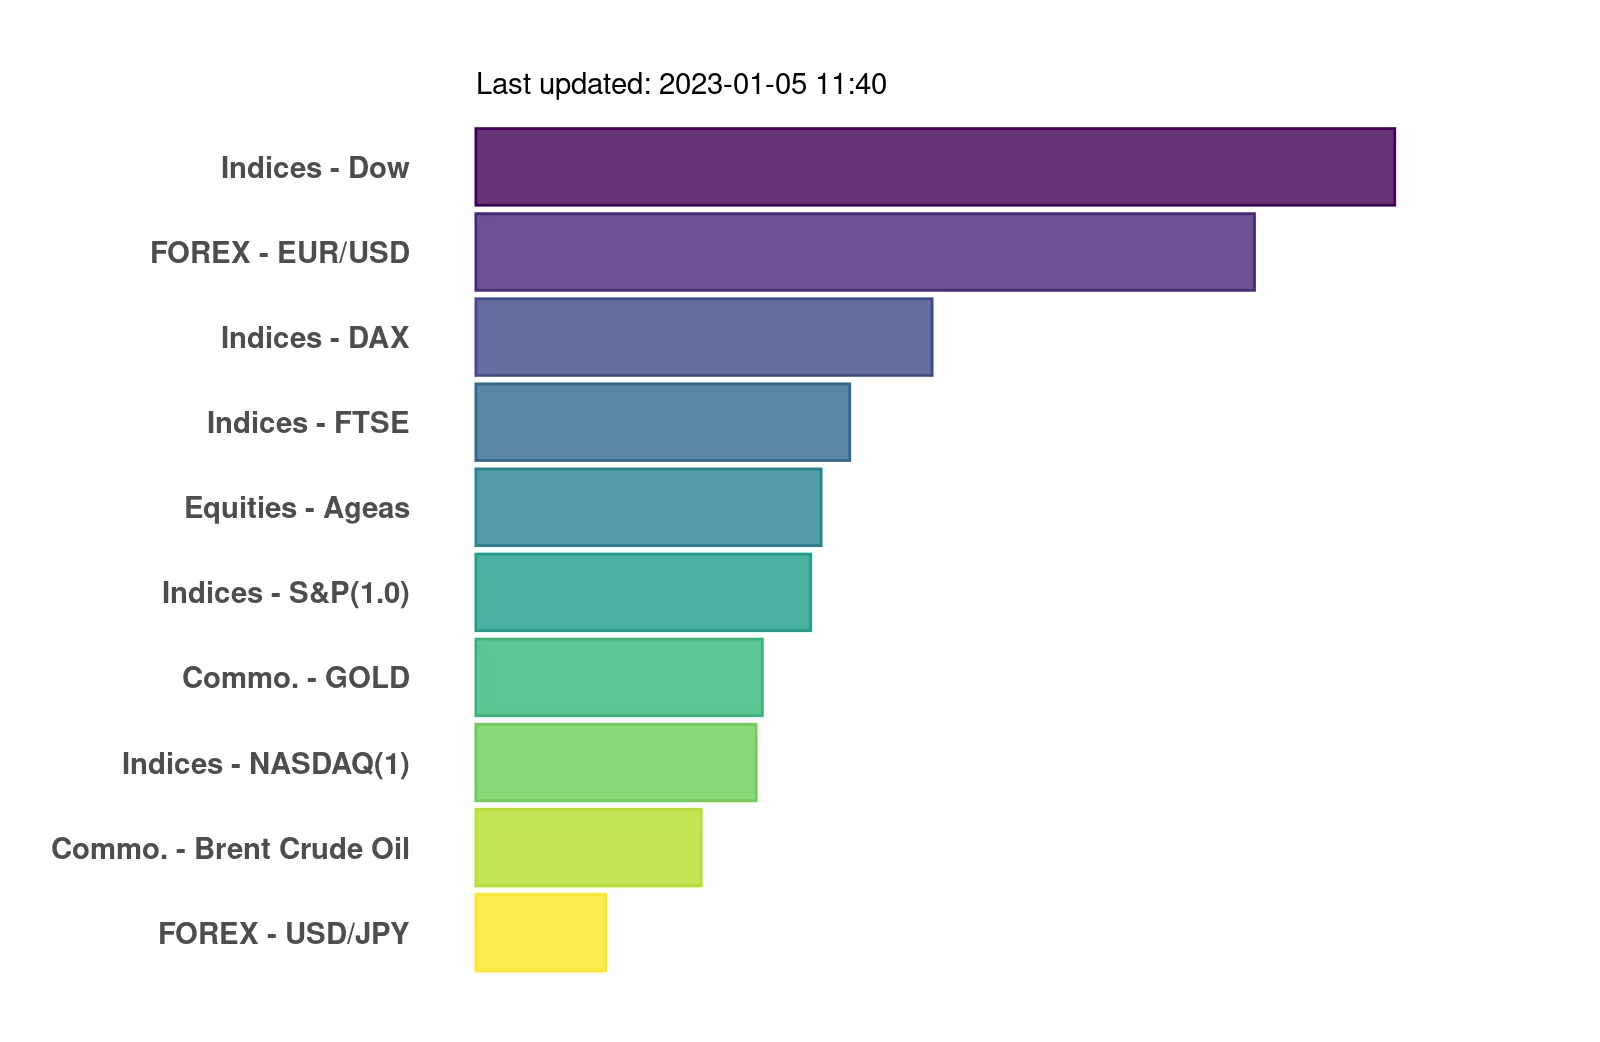 Last updated: 2023-01-05 11:40
Indices - Dow
FOREX - EUR/USD
Indices - DAX
Indices - FTSE
Equities - Ageas
Indices - S&P(1.0)
Commo. - GOLD
Indices - NASDAQ(1)
Commo. - Brent Crude Oil
FOREX - USD/JPY